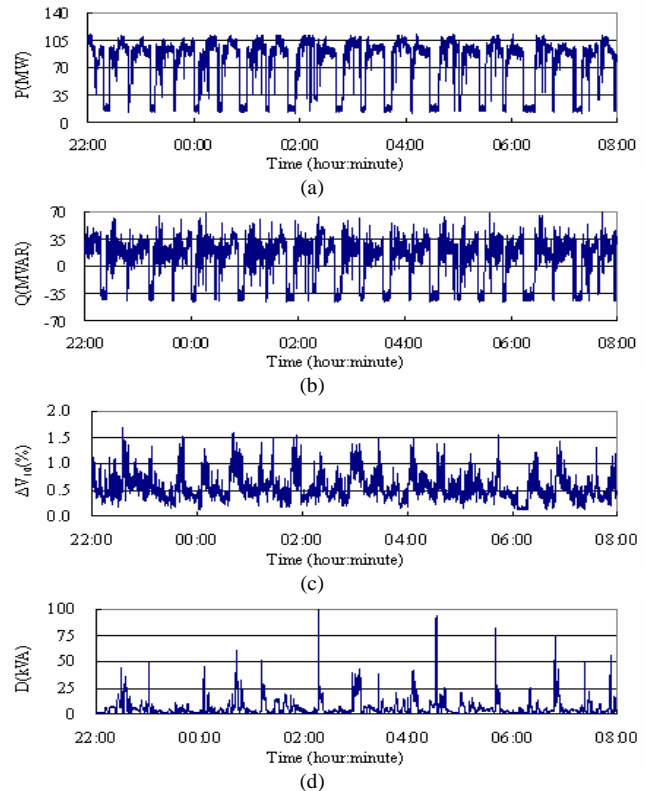 140
105
70
35
0
P(MW)
22:00 00:00 02:00 04:00 06:00 08:00
Time (hour:minute)
(a)
70
35
0
-35
-70
Q(MVAR)
22:00 00:00 02:00 04:00 06:00 08:00
Time (hour:minute)
(b)
2.0
1.5
1.0
0.5
0.0
ΔV₁₀(%)
22:00 00:00 02:00 04:00 06:00 08:00
Time (hour:minute)
(c)
100
75
50
25
0
D(kVA)
22:00 00:00 02:00 04:00 06:00 08:00
Time (hour:minute)
(d)